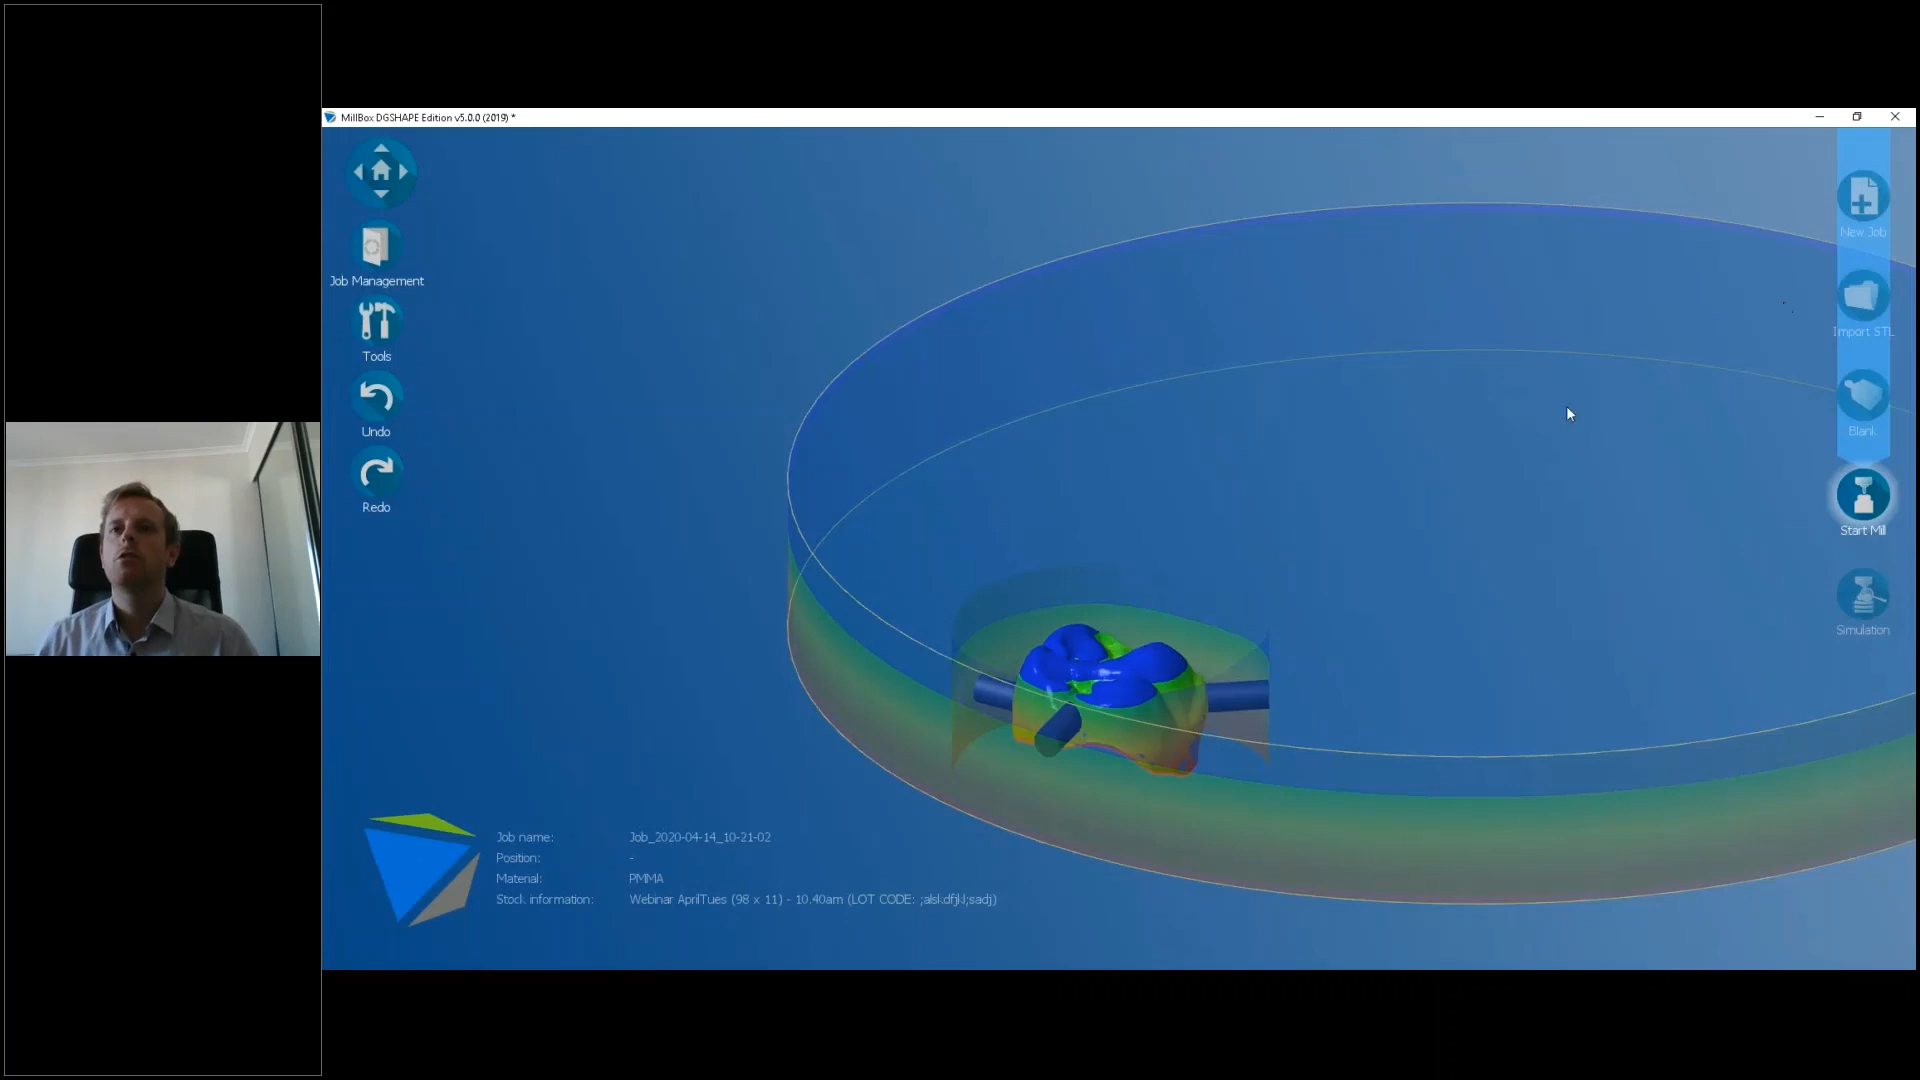 MillBox DGSHAPE Edition v5.0.0 (2019) *
Job Management
Tools
Undo
Redo
New Job
Import STL
Blank
Start Mill
Simulation
Job name: Job_2020-04-14_10-21-02
Position: -
Material: PMMA
Stock information: Webinar AprilTues (98 x 11) - 10.40am (LOT CODE: ;alskdfjkl;sadj)